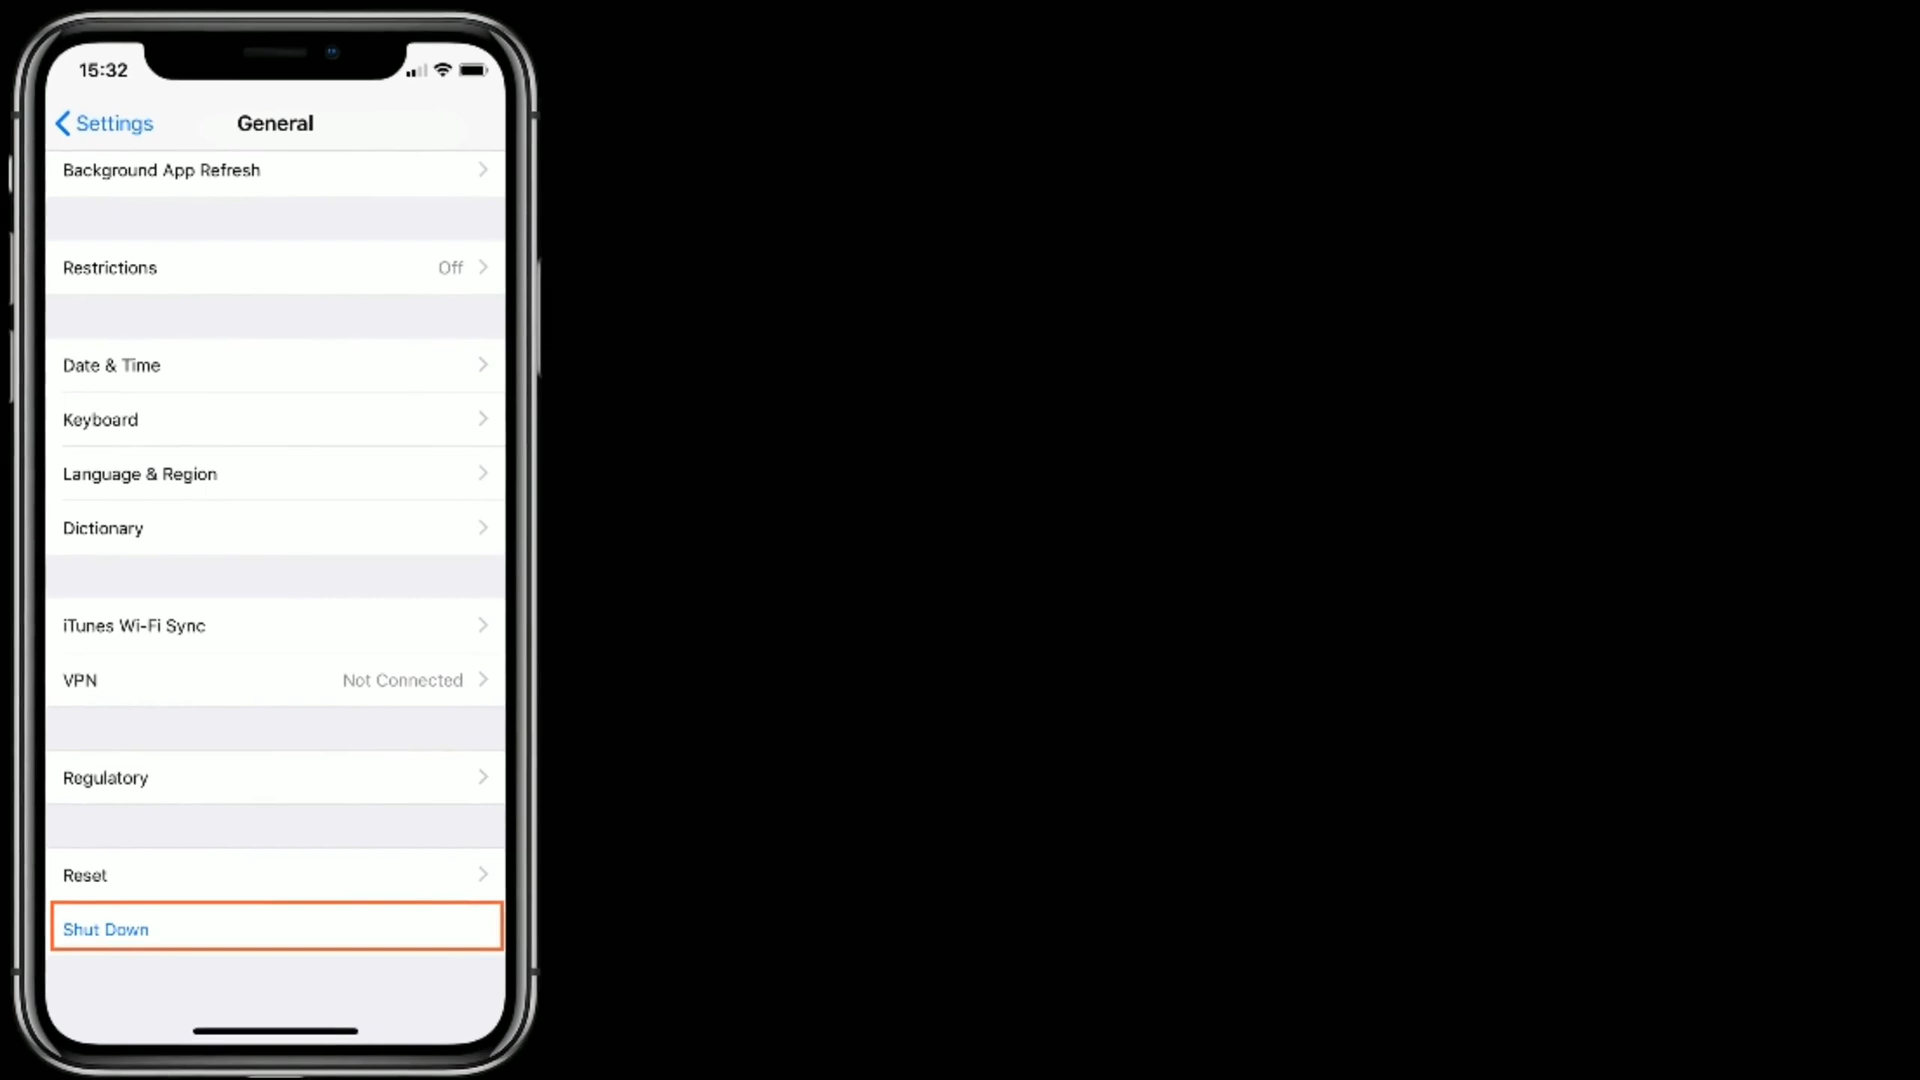 15:32
Settings
General
Background App Refresh
Restrictions Off
Date & Time
Keyboard
Language & Region
Dictionary
iTunes Wi-Fi Sync
VPN Not Connected
Regulatory
Reset
Shut Down